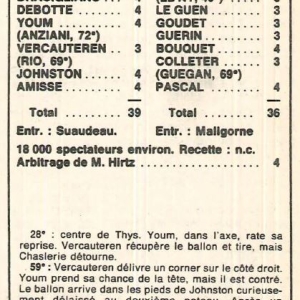 DEBOTTE ...... 4 LE GUEN ...... 3
YOUM ......... 4 GOUDET ....... 3
(ANZIANI, 72e) GUERIN ....... 3
VERCAUTEREN .. 3 BOUQUET ...... 4
(RIO, 69e) COLLETER ..... 3
JOHNSTON ..... 4 (GUEGAN, 69e)
AMISSE ....... 4 PASCAL ....... 4
Total ........ 39 Total ........ 36
Entr. : Suaudeau. Entr. : Maligorne
18 000 spectateurs environ. Recette : n.c.
Arbitrage de M. Hirtz ........... 4
28e : centre de Thys. Youm, dans l'axe, rate sa
reprise. Vercauteren récupère le ballon et tire, mais
Chaslerie détourne.
59e : Vercauteren délivre un corner sur le côté droit.
Youm prend sa chance de la tête, mais il est contré.
Le ballon arrive dans les pieds de Johnston curieuse-